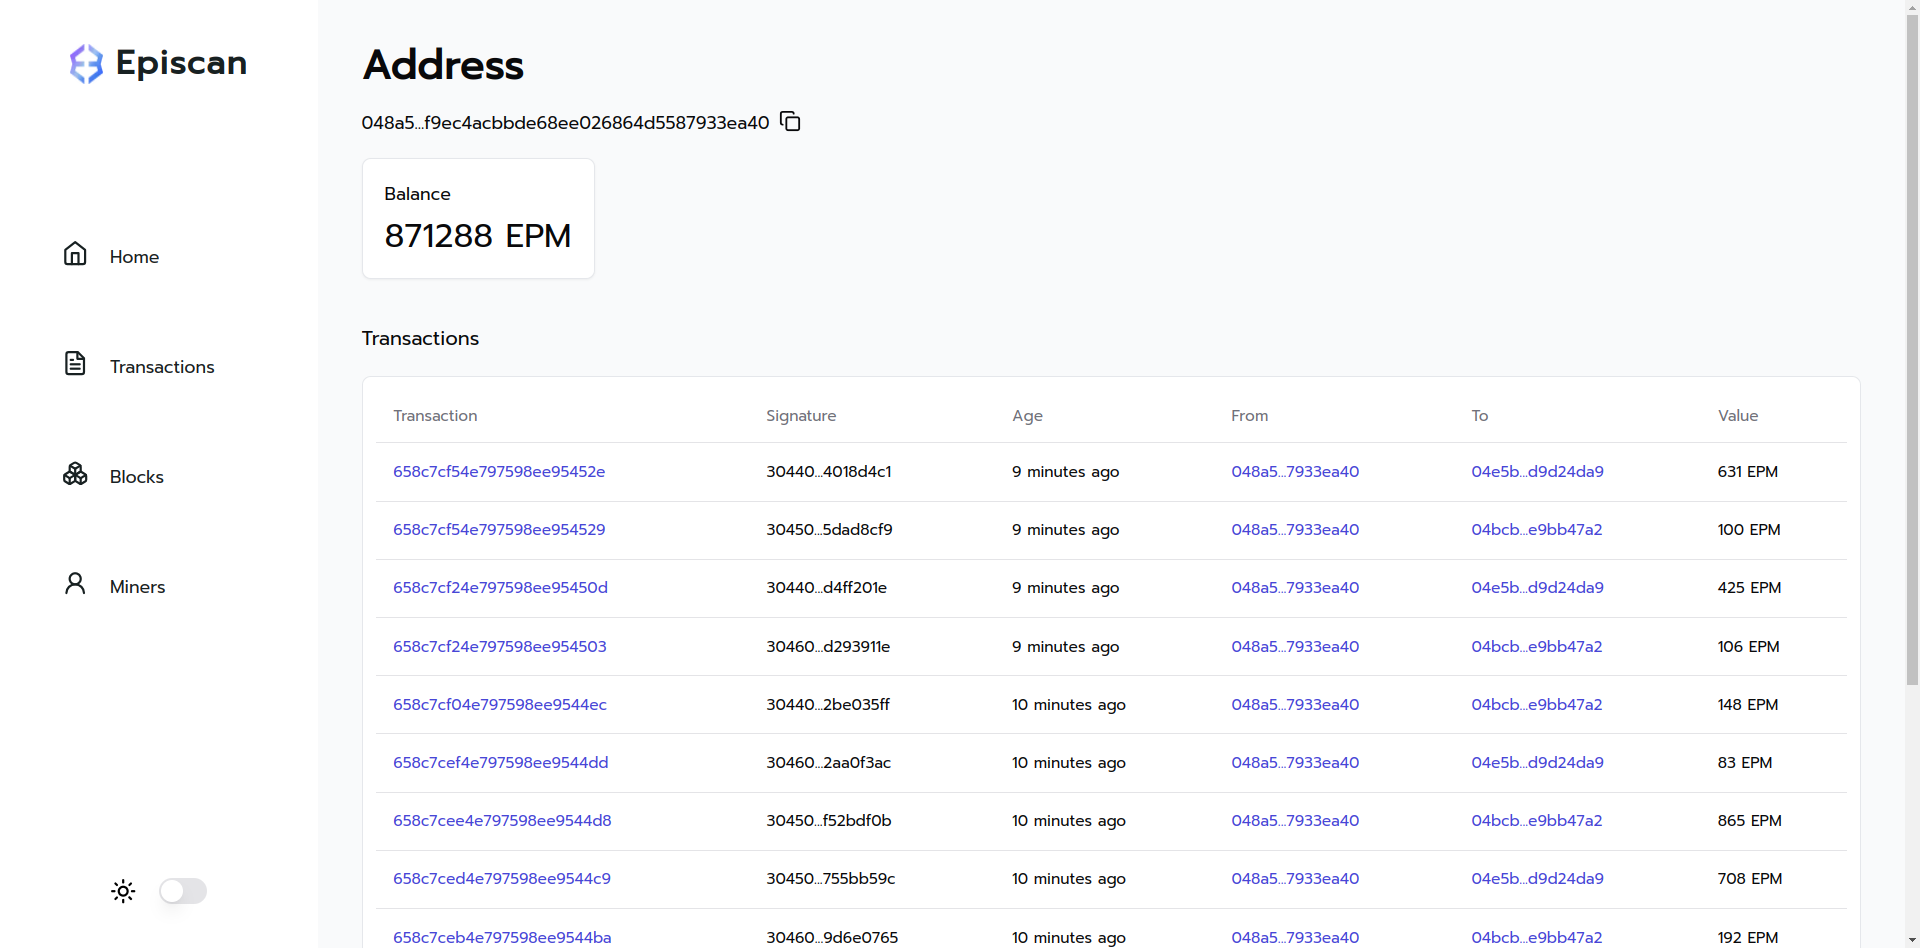 Episcan
Home
Transactions
Blocks
Miners
Address
048a5...f9ec4acbbde68ee026864d5587933ea40
Balance
871288 EPM
Transactions
Transaction Signature Age From To Value
658c7cf54e797598ee95452e 30440...4018d4c1 9 minutes ago 048a5...7933ea40 04e5b...d9d24da9 631 EPM
658c7cf54e797598ee954529 30450...5dad8cf9 9 minutes ago 048a5...7933ea40 04bcb...e9bb47a2 100 EPM
658c7cf24e797598ee95450d 30440...d4ff201e 9 minutes ago 048a5...7933ea40 04e5b...d9d24da9 425 EPM
658c7cf24e797598ee954503 30460...d293911e 9 minutes ago 048a5...7933ea40 04bcb...e9bb47a2 106 EPM
658c7cf04e797598ee9544ec 30440...2be035ff 10 minutes ago 048a5...7933ea40 04bcb...e9bb47a2 148 EPM
658c7cef4e797598ee9544dd 30460...2aa0f3ac 10 minutes ago 048a5...7933ea40 04e5b...d9d24da9 83 EPM
658c7cee4e797598ee9544d8 30450...f52bdf0b 10 minutes ago 048a5...7933ea40 04bcb...e9bb47a2 865 EPM
658c7ced4e797598ee9544c9 30450...755bb59c 10 minutes ago 048a5...7933ea40 04e5b...d9d24da9 708 EPM
658c7ceb4e797598ee9544ba 30460...9d6e0765 10 minutes ago 048a5...7933ea40 04bcb...e9bb47a2 192 EPM